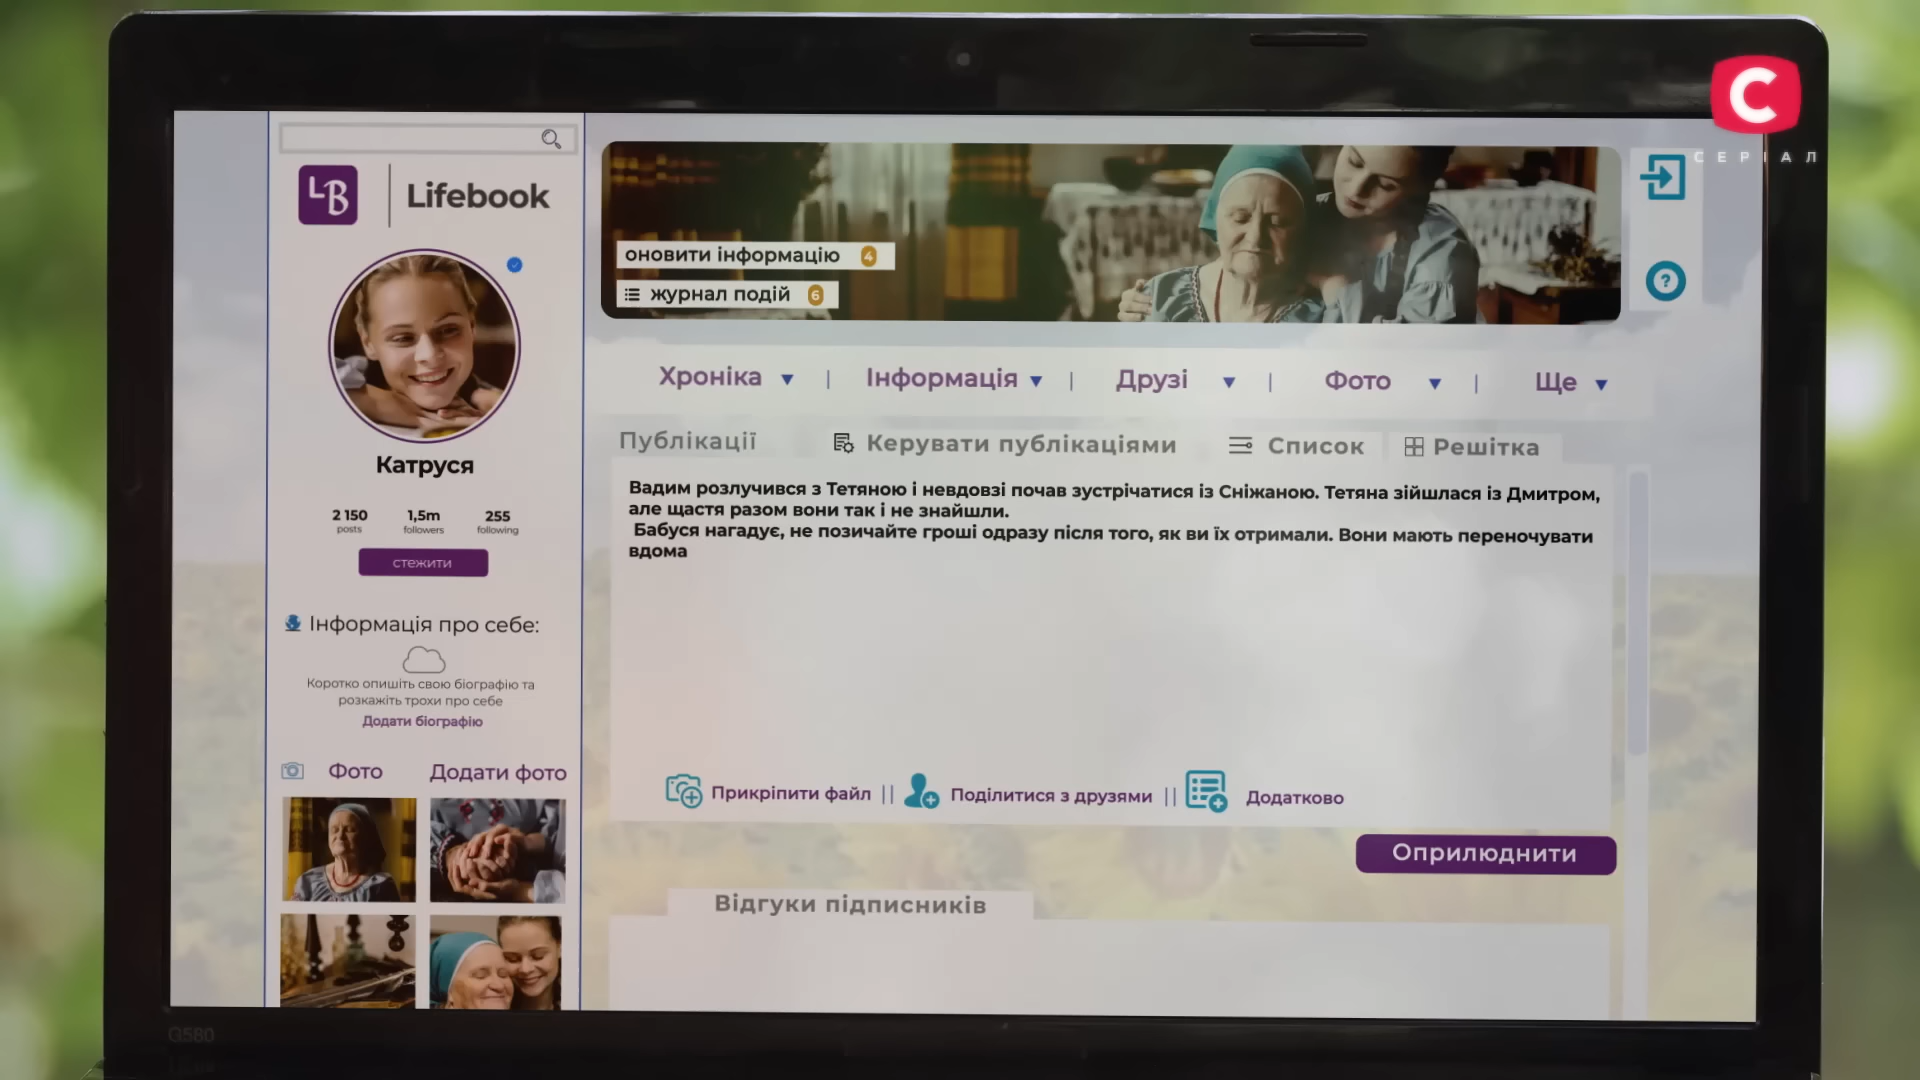 С
СЕРІАЛ
LB
Lifebook
оновити інформацію 4
журнал подій 6
?
Катруся
2 150 1,5m 255
posts followers following
стежити
Інформація про себе:
Коротко опишіть свою біографію та
розкажіть трохи про себе
Додати біографію
Фото Додати фото
Хроніка | Інформація | Друзі | Фото | Ще
Публікації Керувати публікаціями Список Решітка
Вадим розлучився з Тетяною і невдовзі почав зустрічатися із Сніжаною. Тетяна зійшлася із Дмитром,
але щастя разом вони так і не знайшли.
Бабуся нагадує, не позичайте гроші одразу після того, як ви їх отримали. Вони мають переночувати
вдома
Прикріпити файл || Поділитися з друзями || Додатково
Оприлюднити
Відгуки підписників
G580